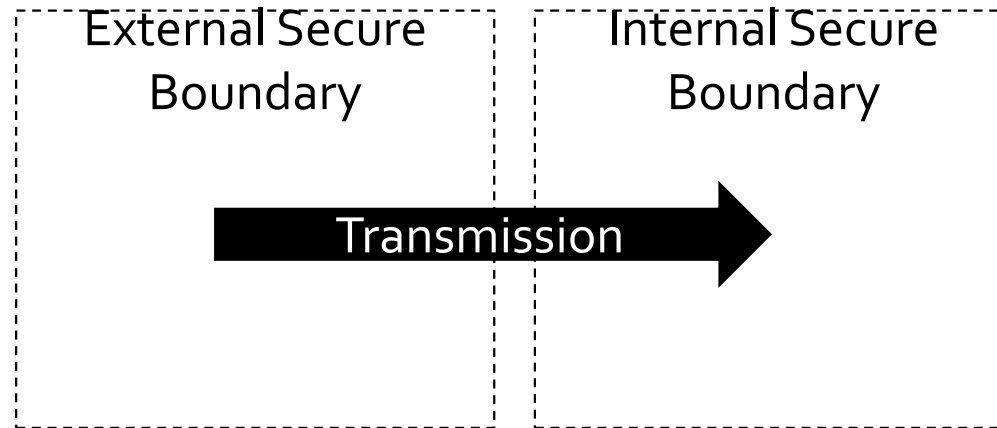 External Secure
Boundary
Internal Secure
Boundary
Transmission